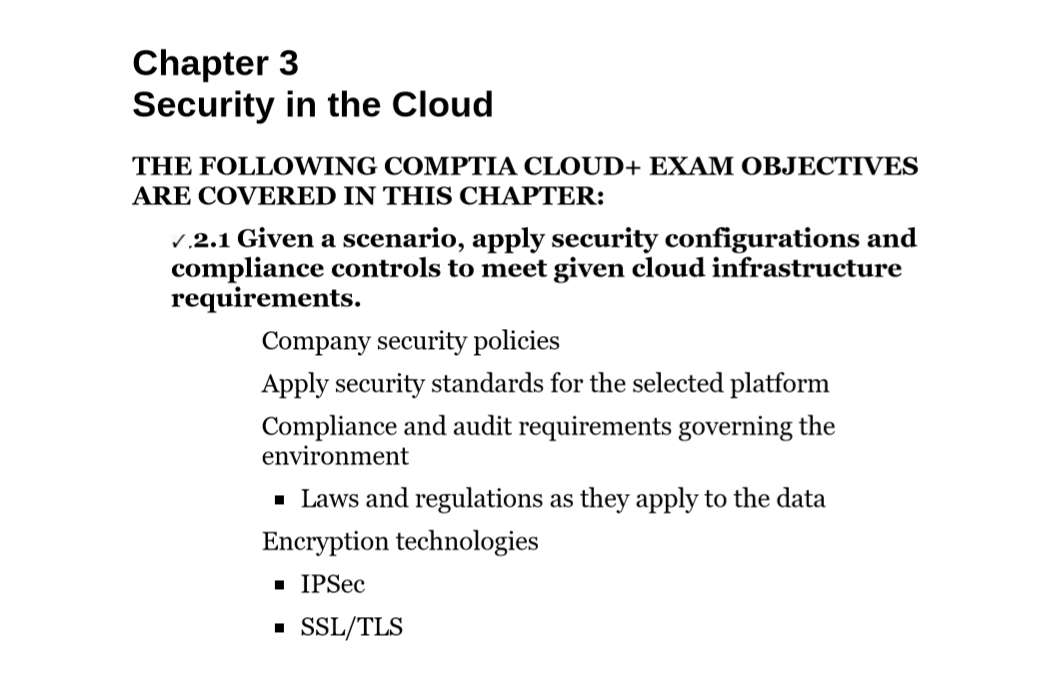 Chapter 3
Security in the Cloud
THE FOLLOWING COMPTIA CLOUD+ EXAM OBJECTIVES
ARE COVERED IN THIS CHAPTER:
✓.2.1 Given a scenario, apply security configurations and
compliance controls to meet given cloud infrastructure
requirements.
Company security policies
Apply security standards for the selected platform
Compliance and audit requirements governing the
environment
▪ Laws and regulations as they apply to the data
Encryption technologies
▪ IPSec
▪ SSL/TLS